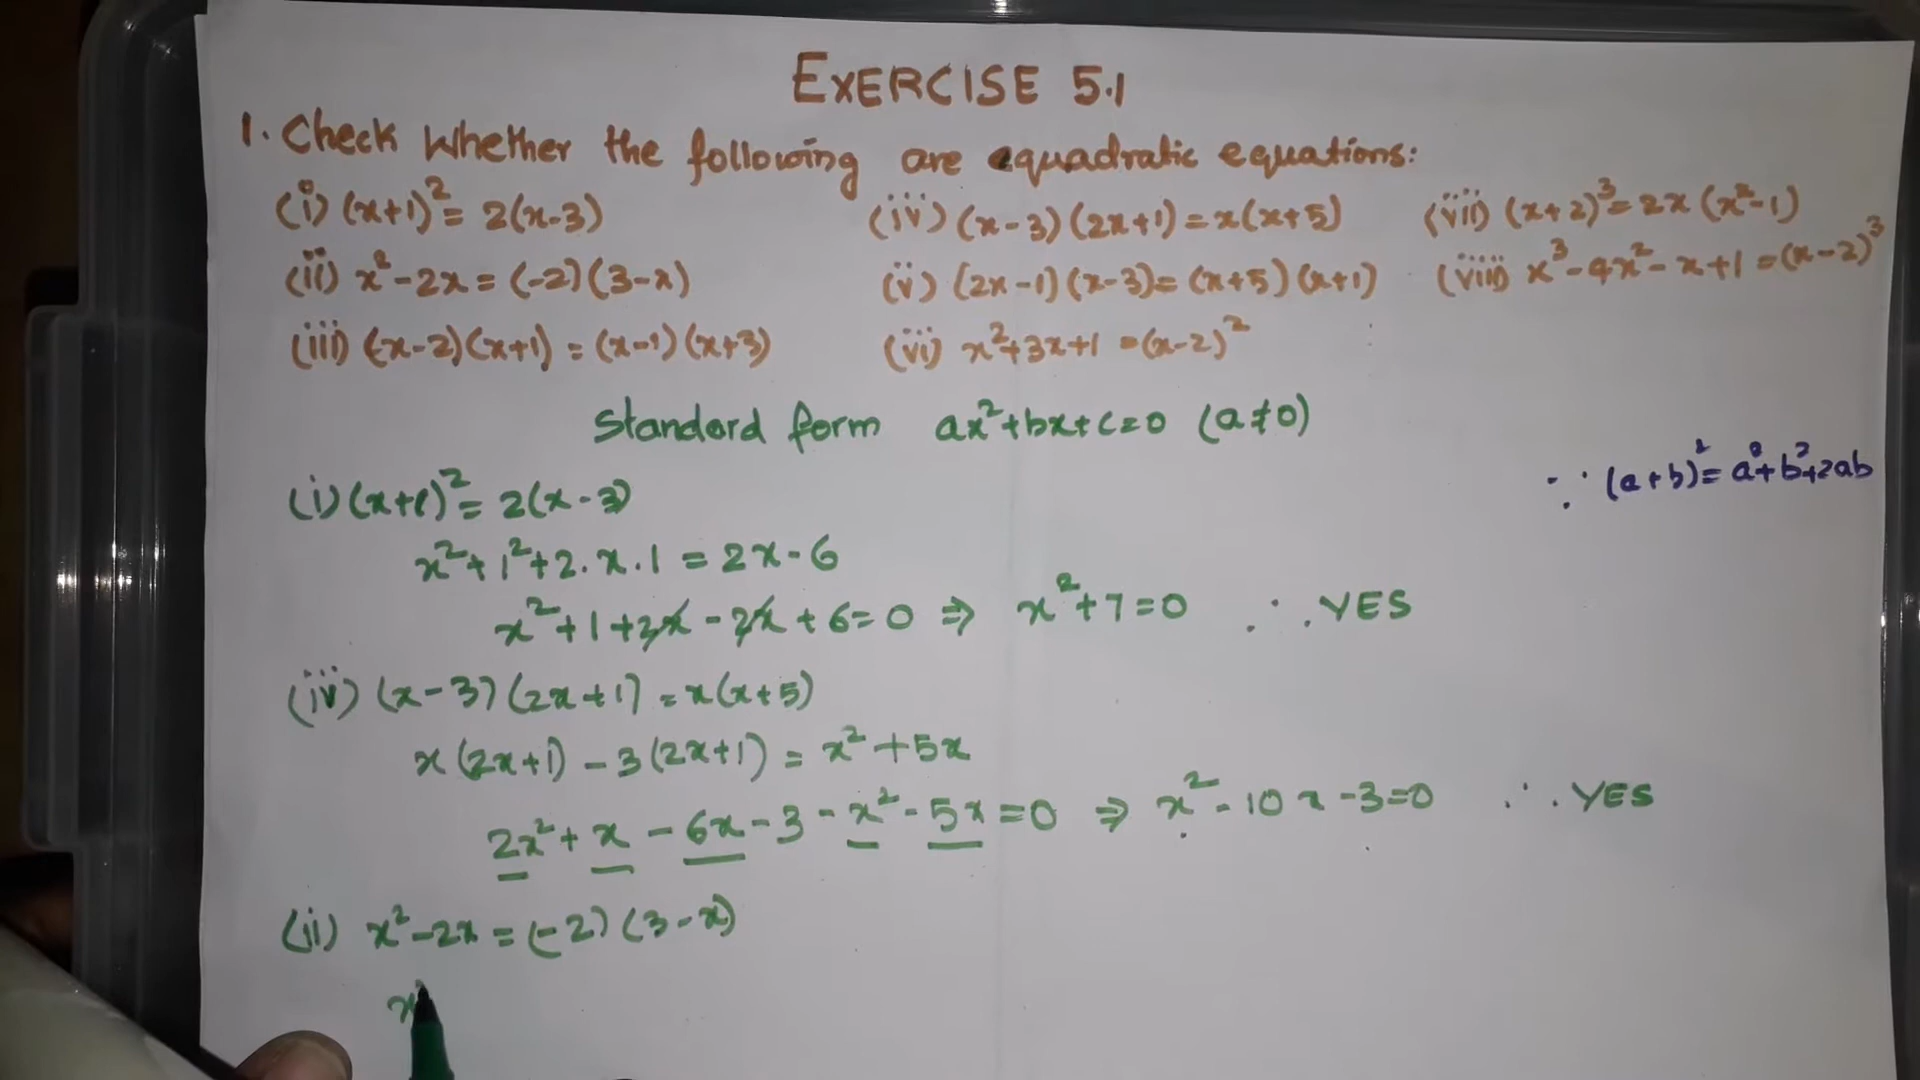 EXERCISE 5.1
1. Check whether the following are quadratic equations:
(i) (x+1)² = 2(x-3)
(ii) x²-2x = (-2)(3-x)
(iii) (x-2)(x+1) = (x-1)(x+3)
(iv) (x-3)(2x+1) = x(x+5)
(v) (2x-1)(x-3) = (x+5)(x+1)
(vi) x²+3x+1 = (x-2)²
(vii) (x+2)³ = 2x(x²-1)
(viii) x³-4x²-x+1 = (x-2)³
Standard form ax²+bx+c=0 (a≠0)
∵ (a+b)² = a²+b²+2ab
(i) (x+1)² = 2(x-3)
x²+1²+2.x.1 = 2x-6
x²+1+2x-2x+6=0 ⇒ x²+7=0 ∴ YES
(iv) (x-3)(2x+1) = x(x+5)
x(2x+1) -3(2x+1) = x²+5x
2x²+x-6x-3-x²-5x=0 ⇒ x²-10x-3=0 ∴ YES
(ii) x²-2x = (-2)(3-x)
x